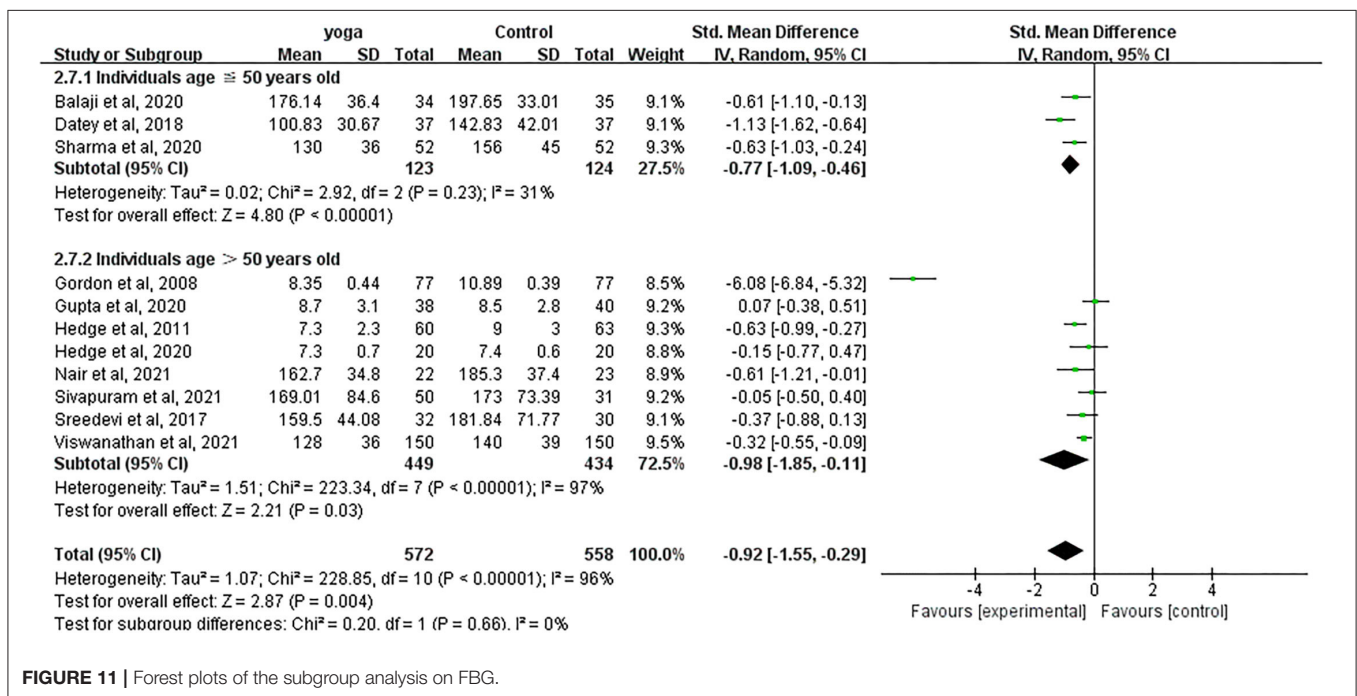 yoga Control Std. Mean Difference Std. Mean Difference
Study or Subgroup Mean SD Total Mean SD Total Weight IV, Random, 95% CI IV, Random, 95% CI
2.7.1 Individuals age ≦ 50 years old
Balaji et al, 2020 176.14 36.4 34 197.65 33.01 35 9.1% -0.61 [-1.10, -0.13]
Datey et al, 2018 100.83 30.67 37 142.83 42.01 37 9.1% -1.13 [-1.62, -0.64]
Sharma et al, 2020 130 36 52 156 45 52 9.3% -0.63 [-1.03, -0.24]
Subtotal (95% CI) 123 124 27.5% -0.77 [-1.09, -0.46]
Heterogeneity: Tau² = 0.02; Chi² = 2.92, df = 2 (P = 0.23); I² = 31%
Test for overall effect: Z = 4.80 (P < 0.00001)
2.7.2 Individuals age > 50 years old
Gordon et al, 2008 8.35 0.44 77 10.89 0.39 77 8.5% -6.08 [-6.84, -5.32]
Gupta et al, 2020 8.7 3.1 38 8.5 2.8 40 9.2% 0.07 [-0.38, 0.51]
Hedge et al, 2011 7.3 2.3 60 9 3 63 9.3% -0.63 [-0.99, -0.27]
Hedge et al, 2020 7.3 0.7 20 7.4 0.6 20 8.8% -0.15 [-0.77, 0.47]
Nair et al, 2021 162.7 34.8 22 185.3 37.4 23 8.9% -0.61 [-1.21, -0.01]
Sivapuram et al, 2021 169.01 84.6 50 173 73.39 31 9.2% -0.05 [-0.50, 0.40]
Sreedevi et al, 2017 159.5 44.08 32 181.84 71.77 30 9.1% -0.37 [-0.88, 0.13]
Viswanathan et al, 2021 128 36 150 140 39 150 9.5% -0.32 [-0.55, -0.09]
Subtotal (95% CI) 449 434 72.5% -0.98 [-1.85, -0.11]
Heterogeneity: Tau² = 1.51; Chi² = 223.34, df = 7 (P < 0.00001); I² = 97%
Test for overall effect: Z = 2.21 (P = 0.03)
Total (95% CI) 572 558 100.0% -0.92 [-1.55, -0.29]
Heterogeneity: Tau² = 1.07; Chi² = 228.85, df = 10 (P < 0.00001); I² = 96%
Test for overall effect: Z = 2.87 (P = 0.004)
Test for subgroup differences: Chi² = 0.20, df = 1 (P = 0.66), I² = 0%
-4 -2 0 2 4
Favours [experimental] Favours [control]
FIGURE 11 | Forest plots of the subgroup analysis on FBG.